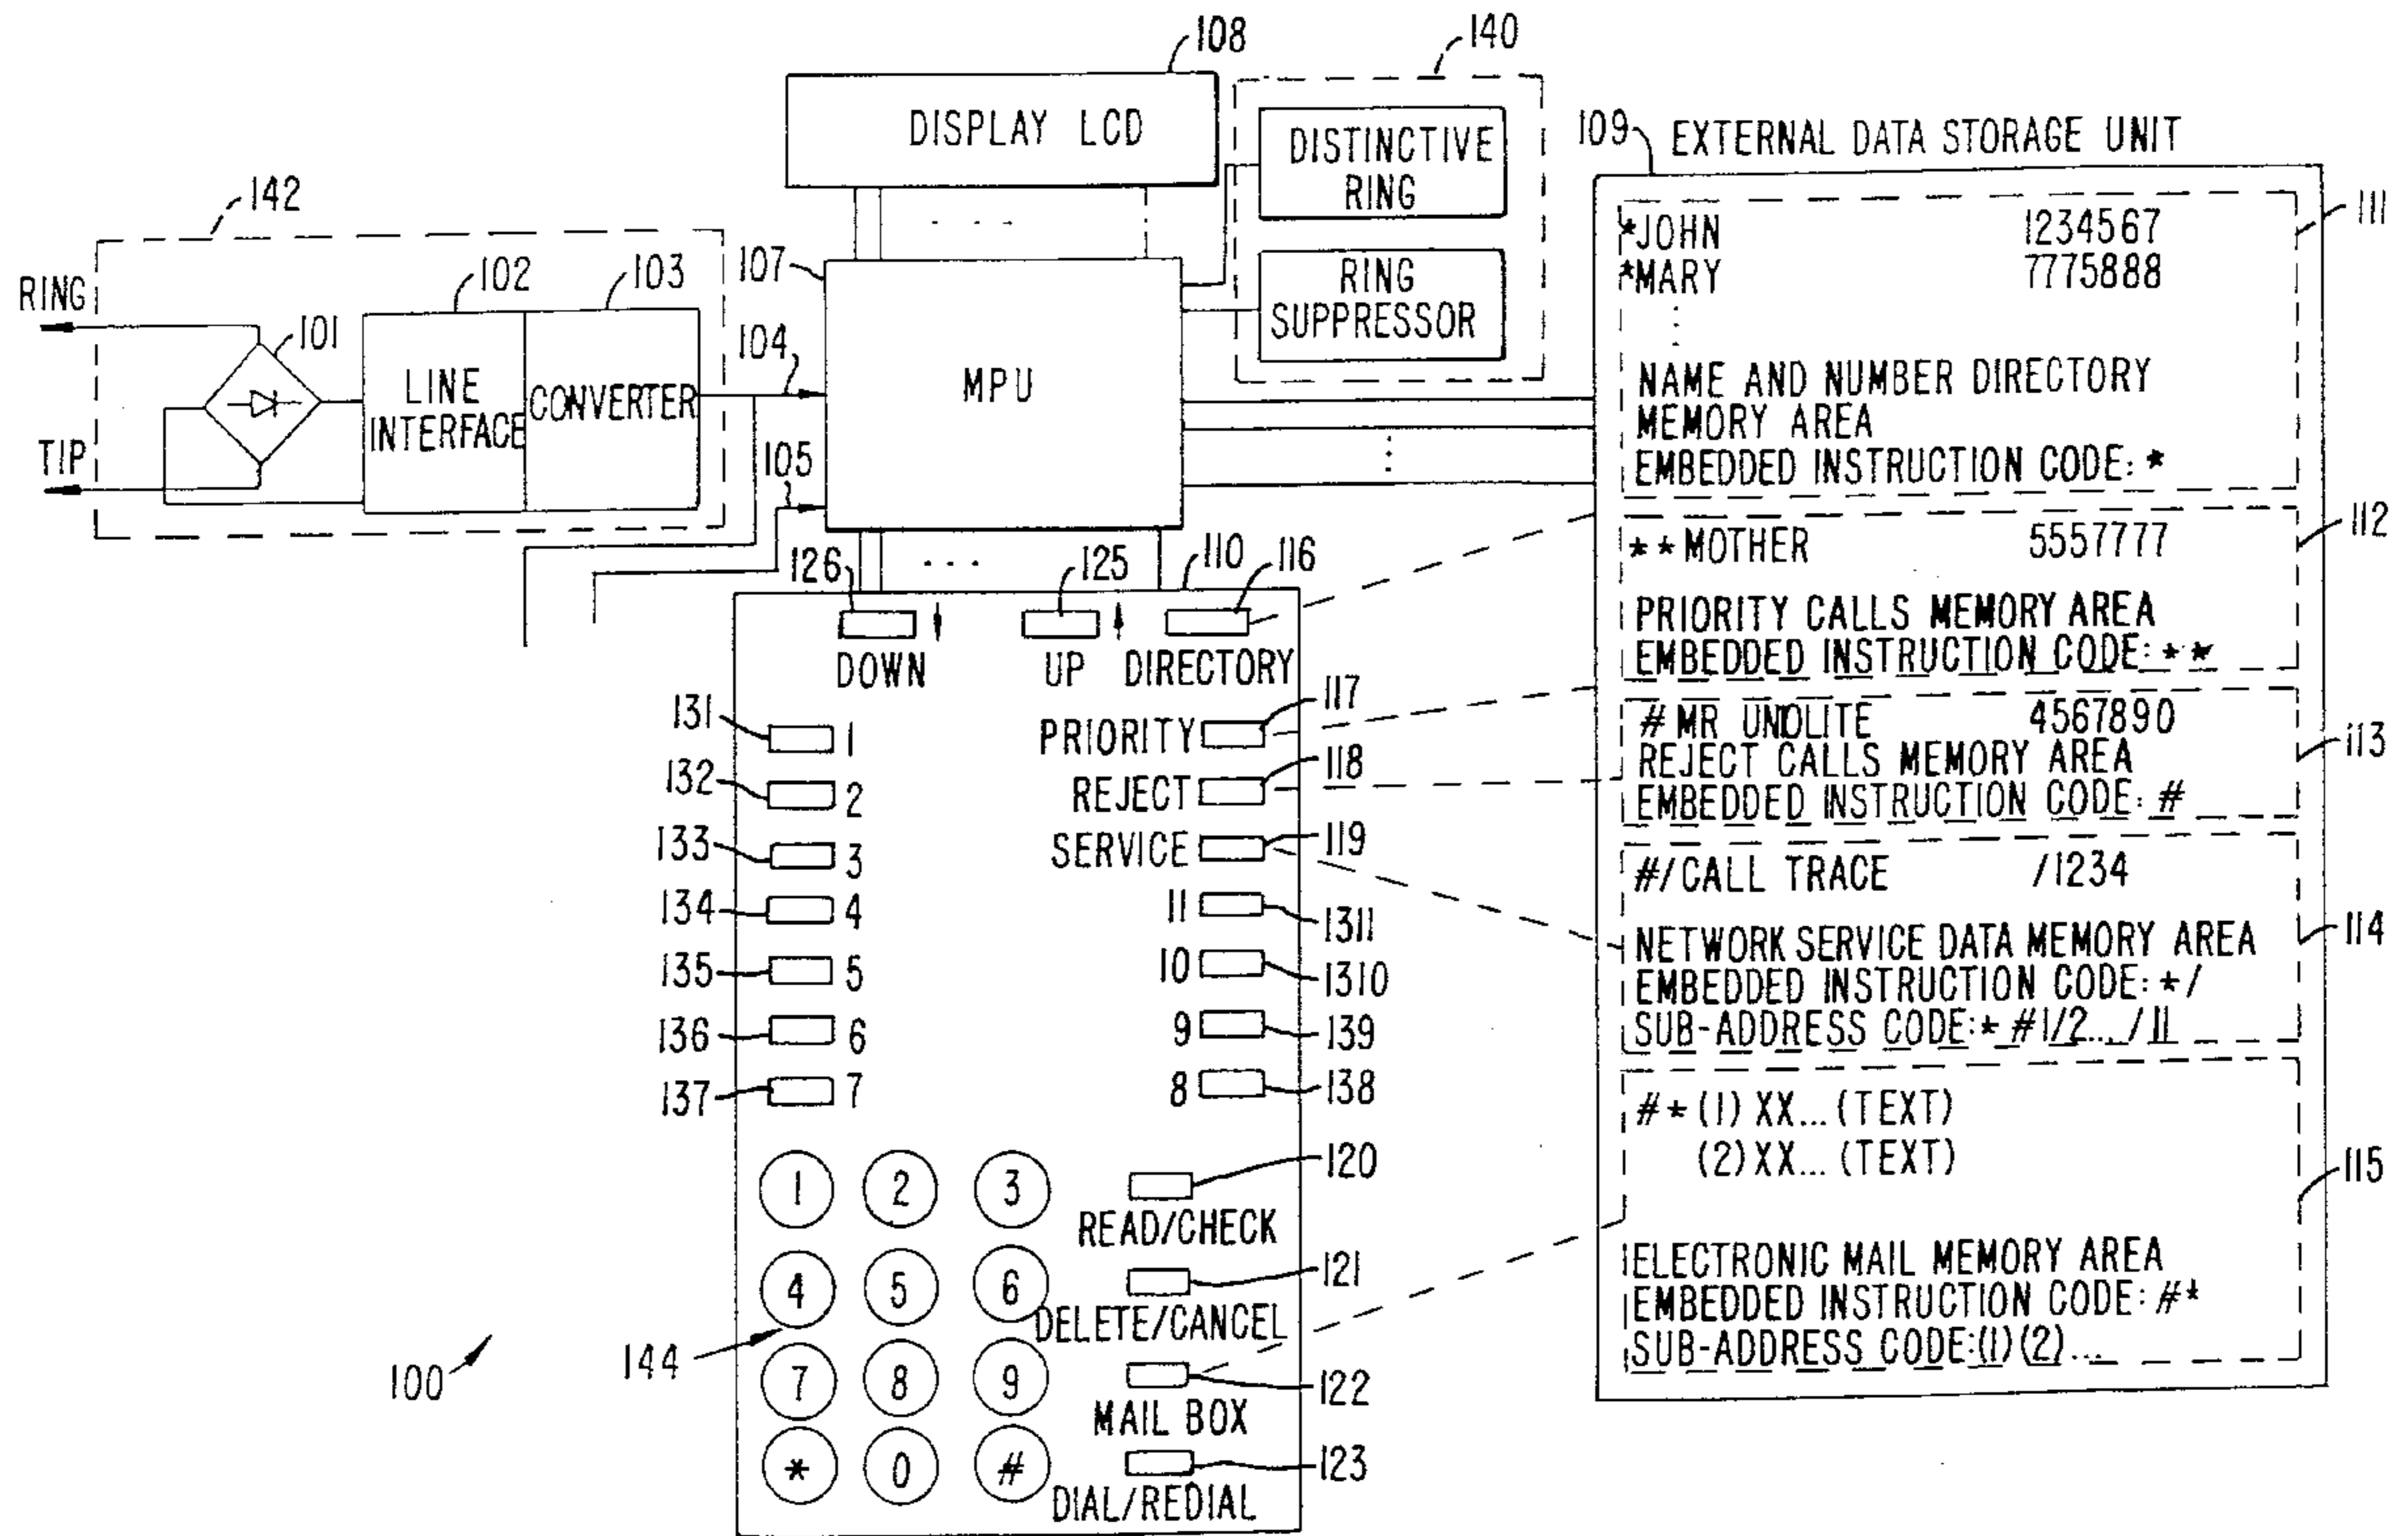 108
140
DISPLAY LCD
DISTINCTIVE
RING
RING
SUPPRESSOR
109
EXTERNAL DATA STORAGE UNIT
142
RING
TIP
101
102
103
LINE
INTERFACE
CONVERTER
104
105
107
MPU
111
*JOHN 1234567
*MARY 7775888
NAME AND NUMBER DIRECTORY
MEMORY AREA
EMBEDDED INSTRUCTION CODE: *
112
**MOTHER 5557777
PRIORITY CALLS MEMORY AREA
EMBEDDED INSTRUCTION CODE: **
113
#MR UNOLITE 4567890
REJECT CALLS MEMORY AREA
EMBEDDED INSTRUCTION CODE: #
114
#/CALL TRACE /1234
NETWORK SERVICE DATA MEMORY AREA
EMBEDDED INSTRUCTION CODE: */
SUB-ADDRESS CODE:* #1/2.../11
115
#*(1)XX...(TEXT)
(2)XX...(TEXT)
ELECTRONIC MAIL MEMORY AREA
EMBEDDED INSTRUCTION CODE: #*
SUB-ADDRESS CODE:(1)(2)...
126
125
110
116
DOWN
UP
DIRECTORY
131
1
PRIORITY
117
132
2
REJECT
118
133
3
SERVICE
119
134
4
11
1311
135
5
10
1310
136
6
9
139
137
7
8
138
1 2 3
120
READ/CHECK
4 5 6
121
DELETE/CANCEL
144
7 8 9
122
MAIL BOX
* 0 #
123
DIAL/REDIAL
100